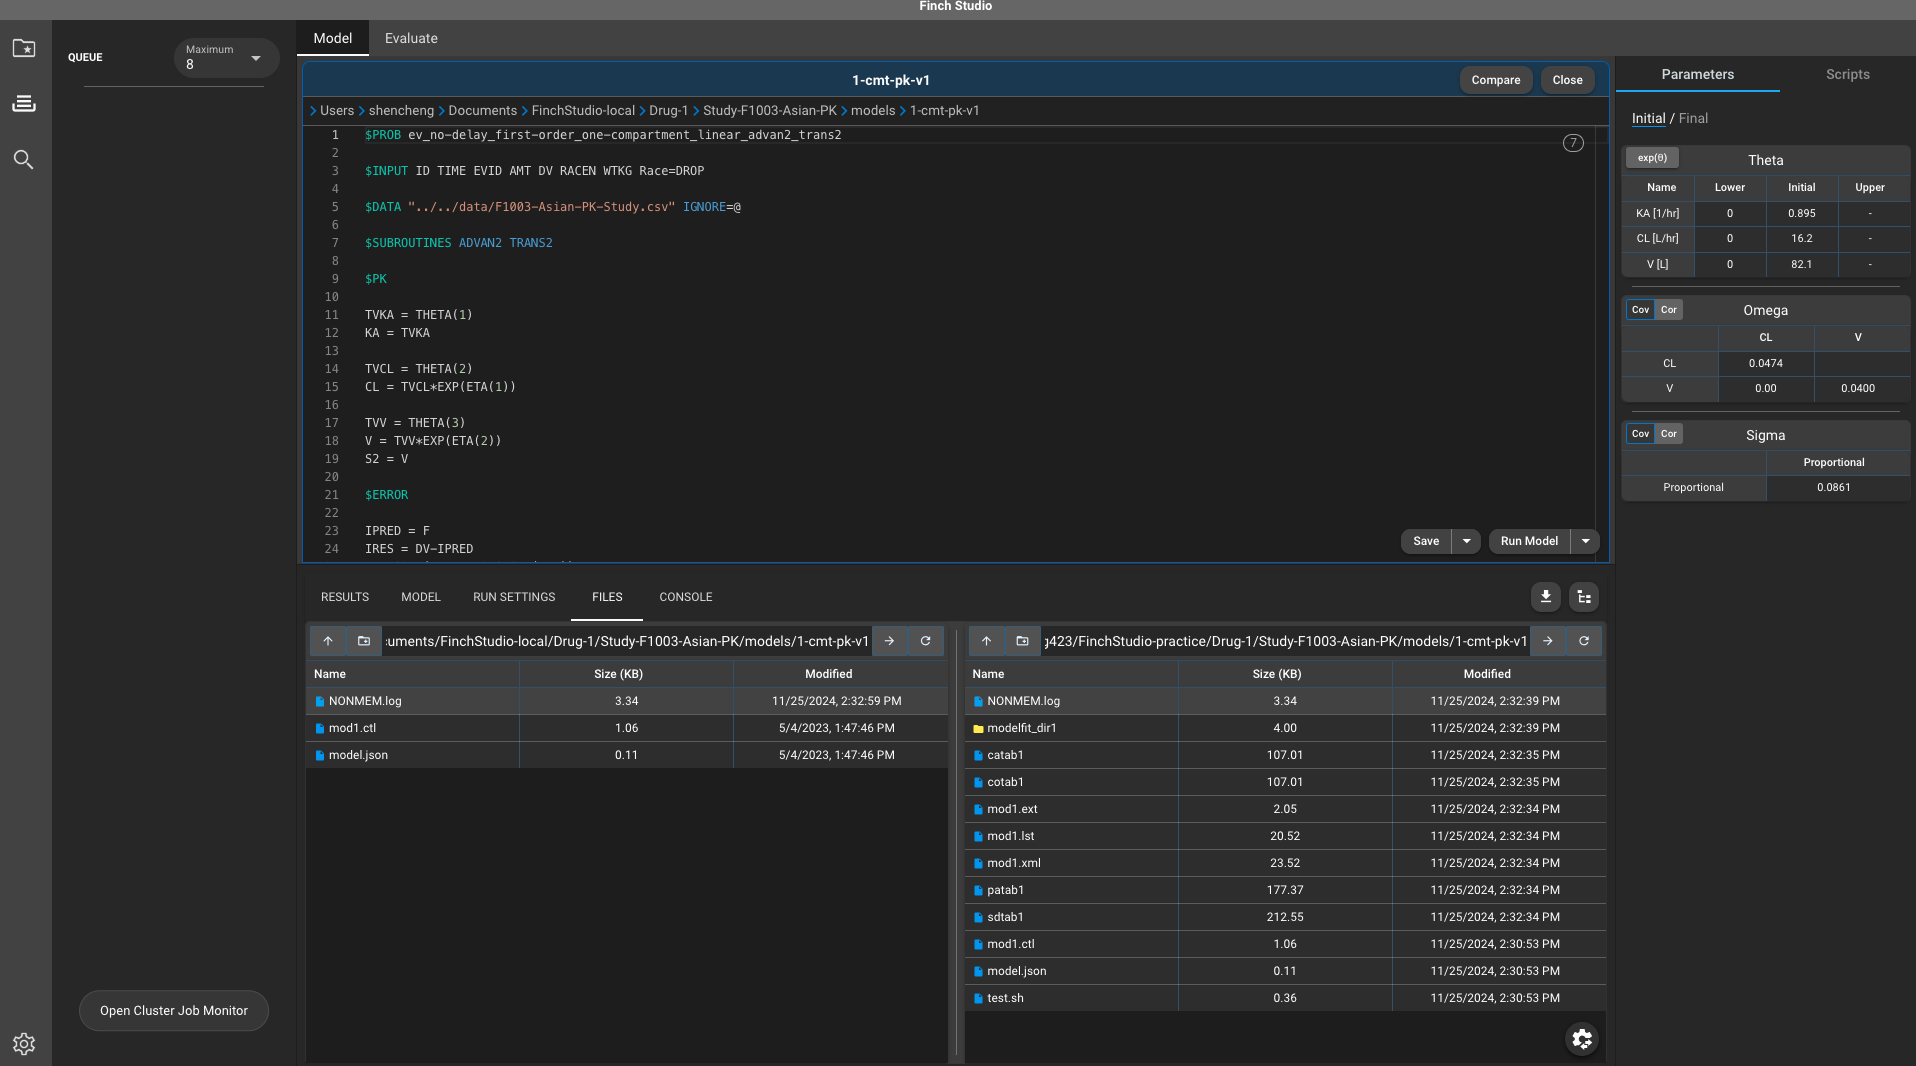 Finch Studio
QUEUE
Maximum
8
Open Cluster Job Monitor
Model Evaluate
1-cmt-pk-v1
Compare Close
Users shencheng Documents FinchStudio-local Drug-1 Study-F1003-Asian-PK models 1-cmt-pk-v1
1 $PROB ev_no-delay_first-order_one-compartment_linear_advan2_trans2
7
2
3 $INPUT ID TIME EVID AMT DV RACEN WTKG Race=DROP
4
5 $DATA "../../data/F1003-Asian-PK-Study.csv" IGNORE=@
6
7 $SUBROUTINES ADVAN2 TRANS2
8
9 $PK
10
11 TVKA = THETA(1)
12 KA = TVKA
13
14 TVCL = THETA(2)
15 CL = TVCL*EXP(ETA(1))
16
17 TVV = THETA(3)
18 V = TVV*EXP(ETA(2))
19 S2 = V
20
21 $ERROR
22
23 IPRED = F
24 IRES = DV-IPRED
Save Run Model
RESULTS MODEL RUN SETTINGS FILES CONSOLE
:uments/FinchStudio-local/Drug-1/Study-F1003-Asian-PK/models/1-cmt-pk-v1
Name Size (KB) Modified
NONMEM.log 3.34 11/25/2024, 2:32:59 PM
mod1.ctl 1.06 5/4/2023, 1:47:46 PM
model.json 0.11 5/4/2023, 1:47:46 PM
g423/FinchStudio-practice/Drug-1/Study-F1003-Asian-PK/models/1-cmt-pk-v1
Name Size (KB) Modified
NONMEM.log 3.34 11/25/2024, 2:32:39 PM
modelfit_dir1 4.00 11/25/2024, 2:32:39 PM
catab1 107.01 11/25/2024, 2:32:35 PM
cotab1 107.01 11/25/2024, 2:32:35 PM
mod1.ext 2.05 11/25/2024, 2:32:34 PM
mod1.lst 20.52 11/25/2024, 2:32:34 PM
mod1.xml 23.52 11/25/2024, 2:32:34 PM
patab1 177.37 11/25/2024, 2:32:34 PM
sdtab1 212.55 11/25/2024, 2:32:34 PM
mod1.ctl 1.06 11/25/2024, 2:30:53 PM
model.json 0.11 11/25/2024, 2:30:53 PM
test.sh 0.36 11/25/2024, 2:30:53 PM
Parameters Scripts
Initial / Final
exp(θ) Theta
Name Lower Initial Upper
KA [1/hr] 0 0.895 -
CL [L/hr] 0 16.2 -
V [L] 0 82.1 -
Cov Cor Omega
CL V
CL 0.0474
V 0.00 0.0400
Cov Cor Sigma
Proportional
Proportional 0.0861